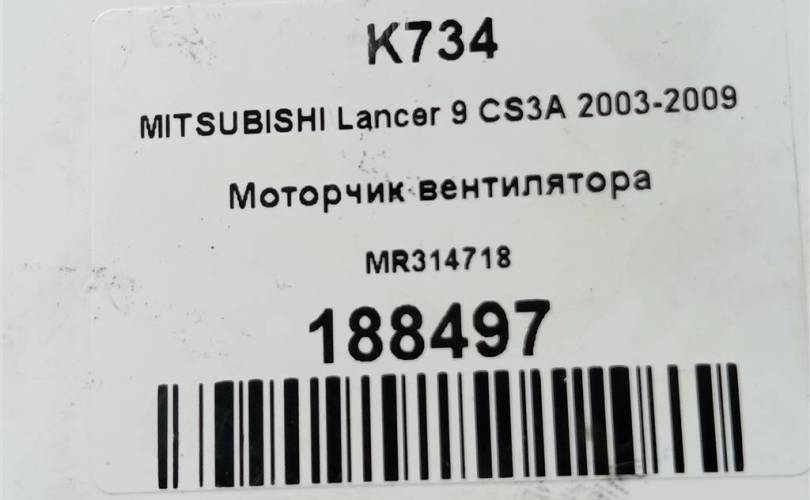 K734
MITSUBISHI Lancer 9 CS3A 2003-2009
Моторчик вентилятора
MR314718
188497